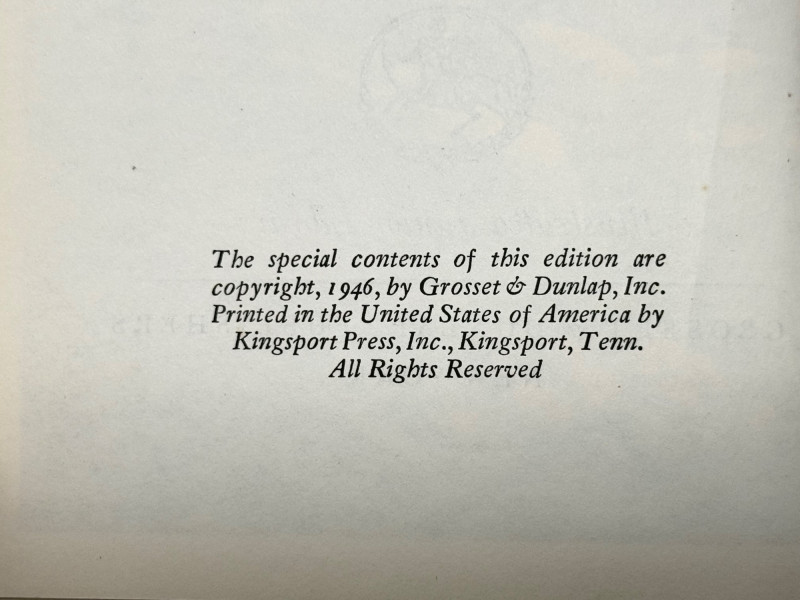 The special contents of this edition are
copyright, 1946, by Grosset & Dunlap, Inc.
Printed in the United States of America by
Kingsport Press, Inc., Kingsport, Tenn.
All Rights Reserved